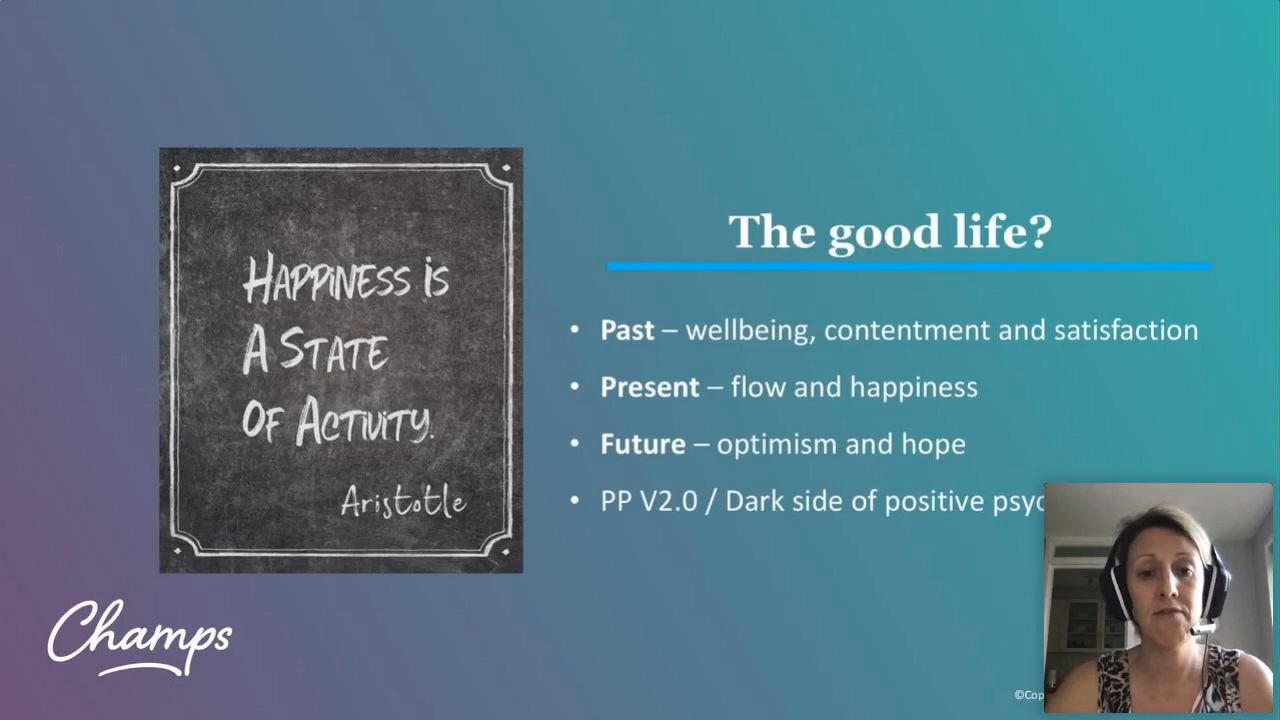 HAPPINESS IS
A STATE
OF ACTIVITY.
Aristotle
The good life?
• Past – wellbeing, contentment and satisfaction
• Present – flow and happiness
• Future – optimism and hope
• PP V2.0 / Dark side of positive
Champs